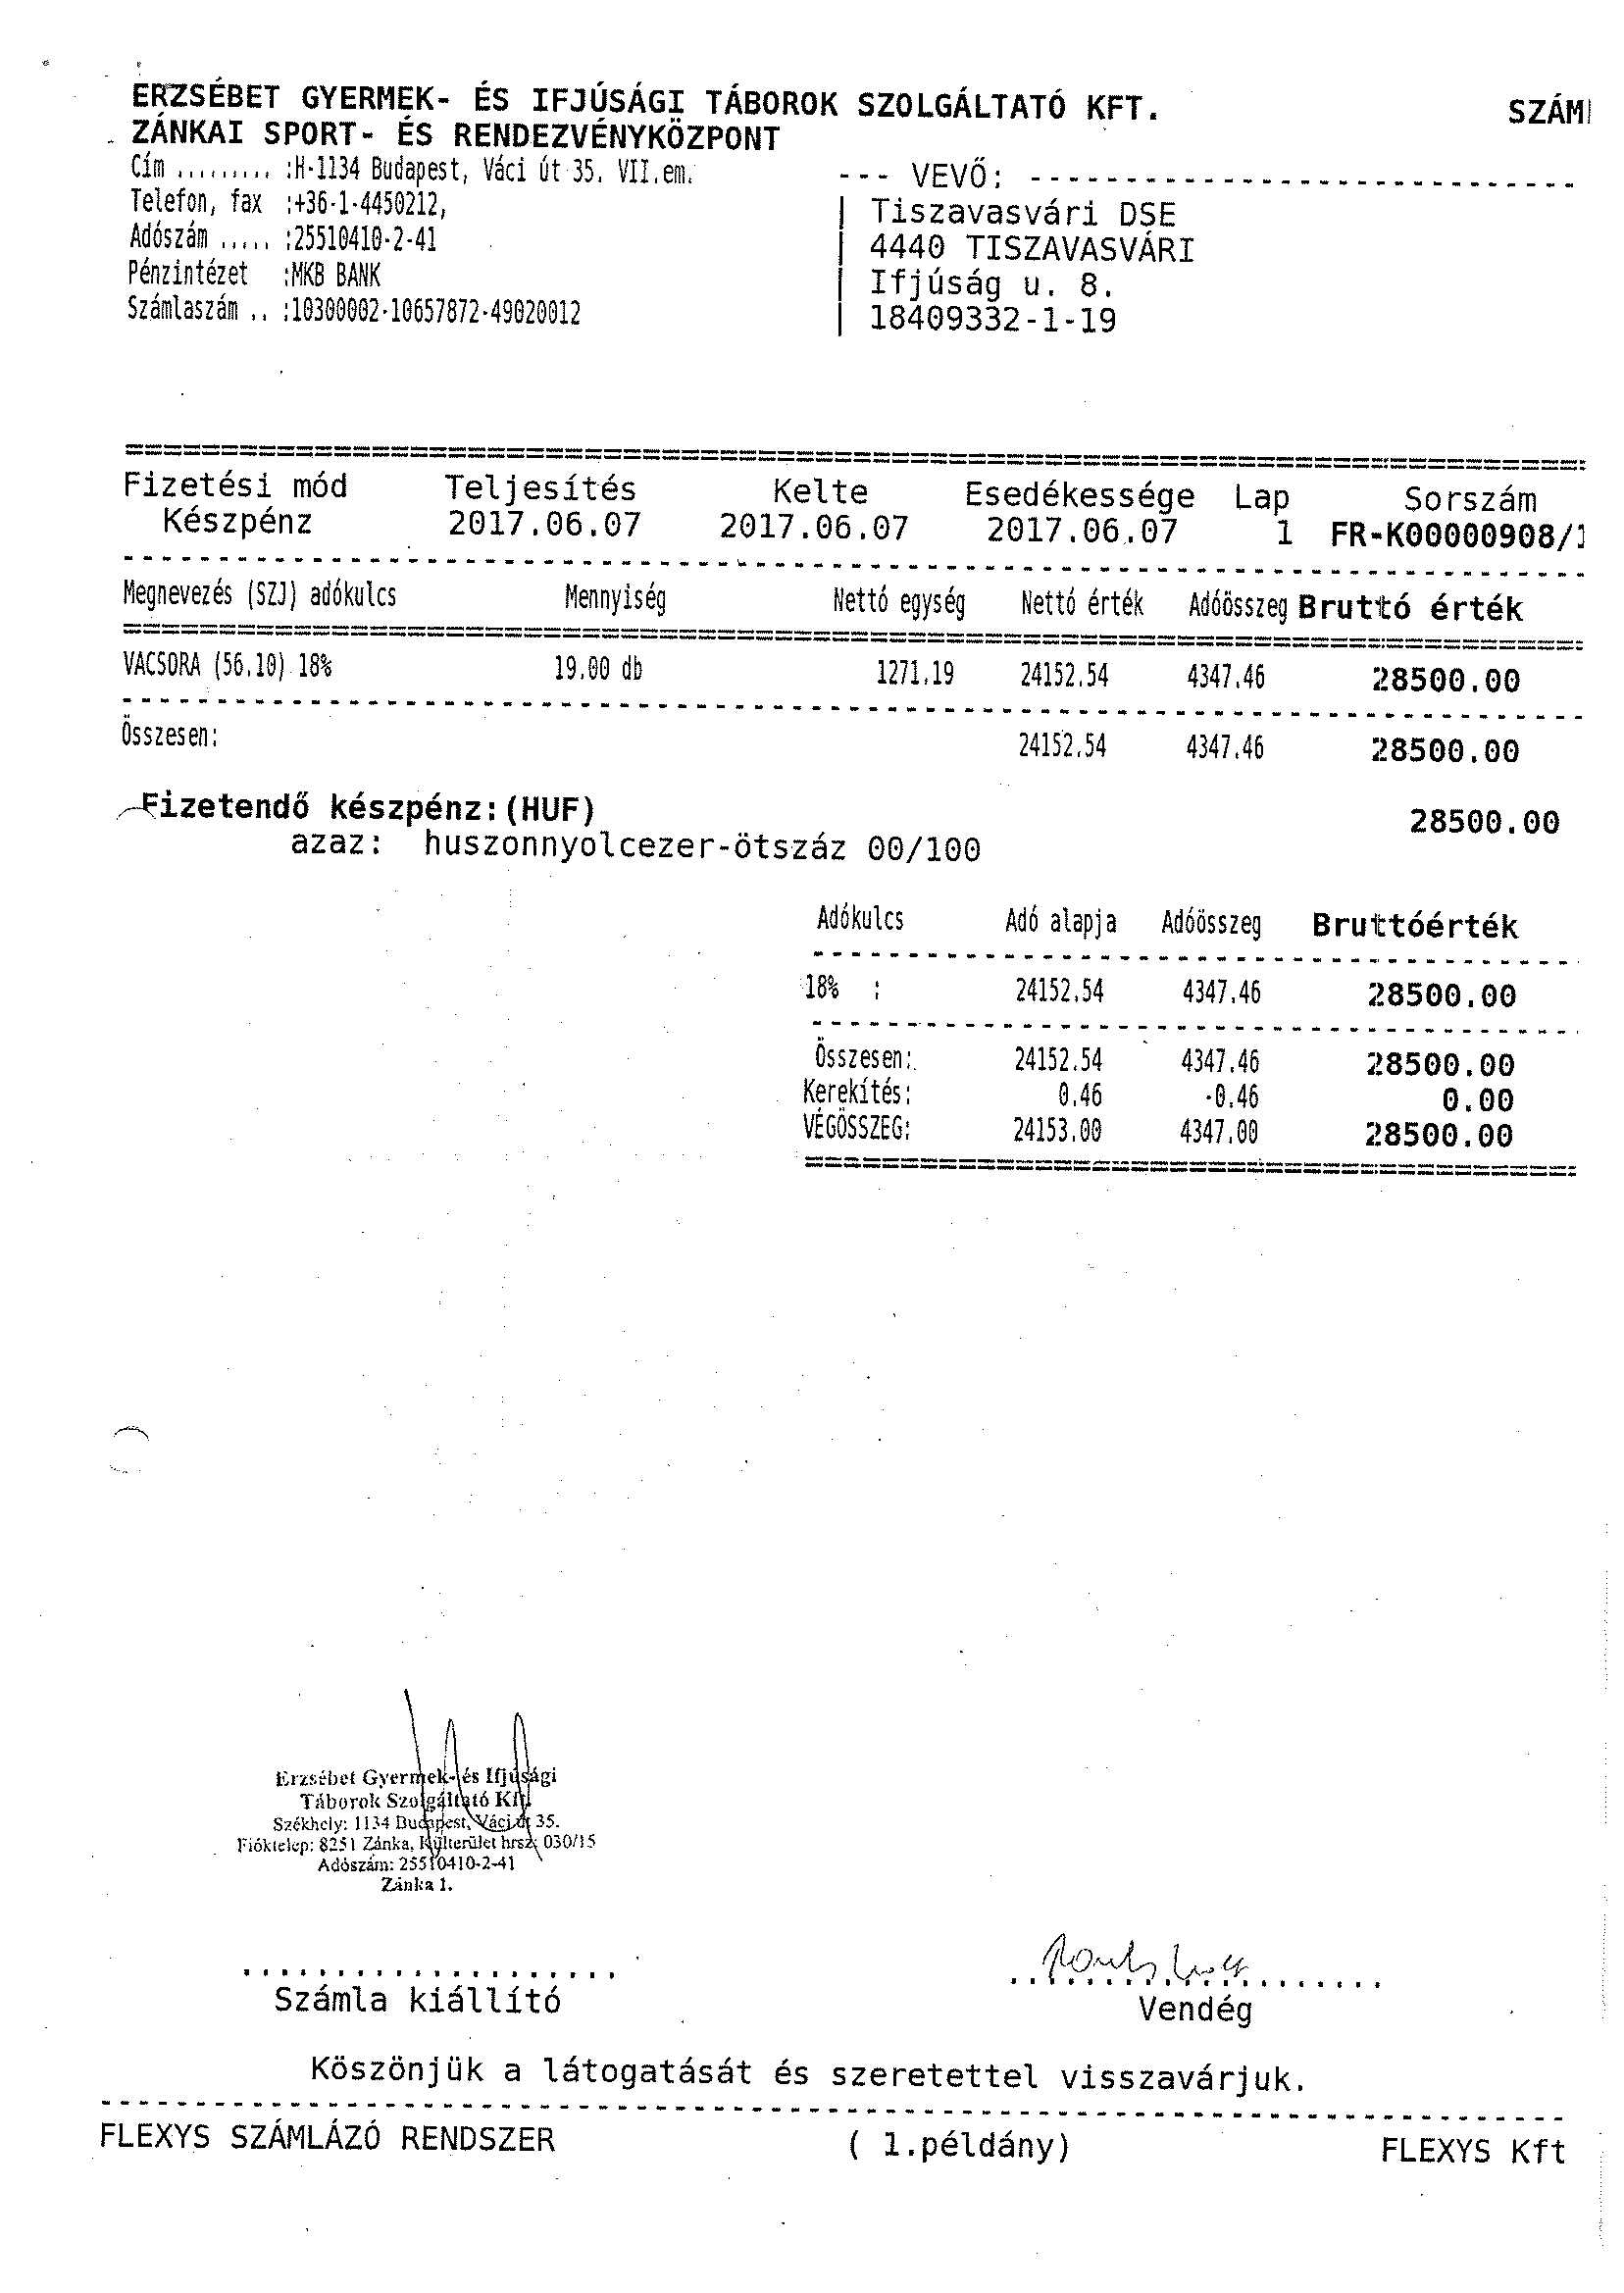 ERZSÉBET GYERMEK- ÉS IFJÚSÁGI TÁBOROK SZOLGÁLTATÓ KFT. SZÁM
ZÁNKAI SPORT- ÉS RENDEZVÉNYKÖZPONT
Cím ......... :H-1134 Budapest, Váci út 35. VII.em.
Telefon, fax :+36-1-4450212,
Adószám ..... :25510410-2-41
Pénzintézet :MKB BANK
Számlaszám .. :10300002-10657872-49020012
--- VEVŐ: ----------------------------
| Tiszavasvári DSE
| 4440 TISZAVASVÁRI
| Ifjúság u. 8.
| 18409332-1-19
Fizetési mód Teljesítés Kelte Esedékessége Lap Sorszám
Készpénz 2017.06.07 2017.06.07 2017.06.07 1 FR-K00000908/1
Megnevezés (SZJ) adókulcs Mennyiség Nettó egység Nettó érték Adóösszeg Bruttó érték
VACSORA (56.10) 18% 19.00 db 1271.19 24152.54 4347.46 28500.00
Összesen: 24152.54 4347.46 28500.00
Fizetendő készpénz:(HUF) 28500.00
azaz: huszonnyolcezer-ötszáz 00/100
Adókulcs Adó alapja Adóösszeg Bruttóérték
18% : 24152.54 4347.46 28500.00
Összesen: 24152.54 4347.46 28500.00
Kerekítés: 0.46 -0.46 0.00
VÉGÖSSZEG: 24153.00 4347.00 28500.00
Erzsébet Gyermek- és Ifjúsági
Táborok Szolgáltató Kft.
Székhely: 1134 Budapest, Váci út 35.
Fióktelep: 8251 Zánka, Külterület hrsz. 030/15
Adószám: 25510410-2-41
Zánka 1.
Számla kiállító
Vendég
Köszönjük a látogatását és szeretettel visszavárjuk.
FLEXYS SZÁMLÁZÓ RENDSZER ( 1.példány) FLEXYS Kft